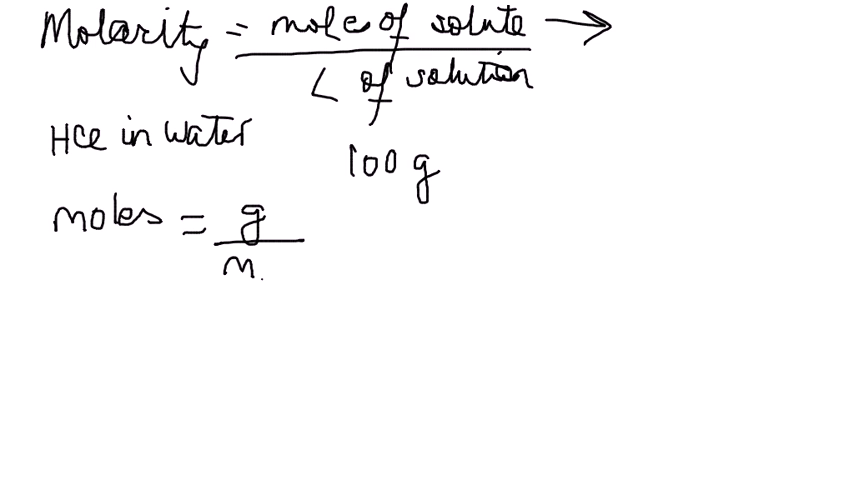 Molarity = mole of solute →
L of solution
HCl in water
100 g
moles = g
m.